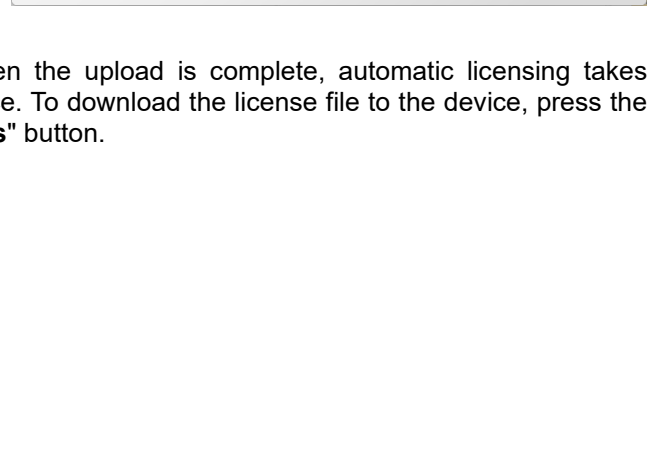 en the upload is complete, automatic licensing takes
e. To download the license file to the device, press the
s" button.